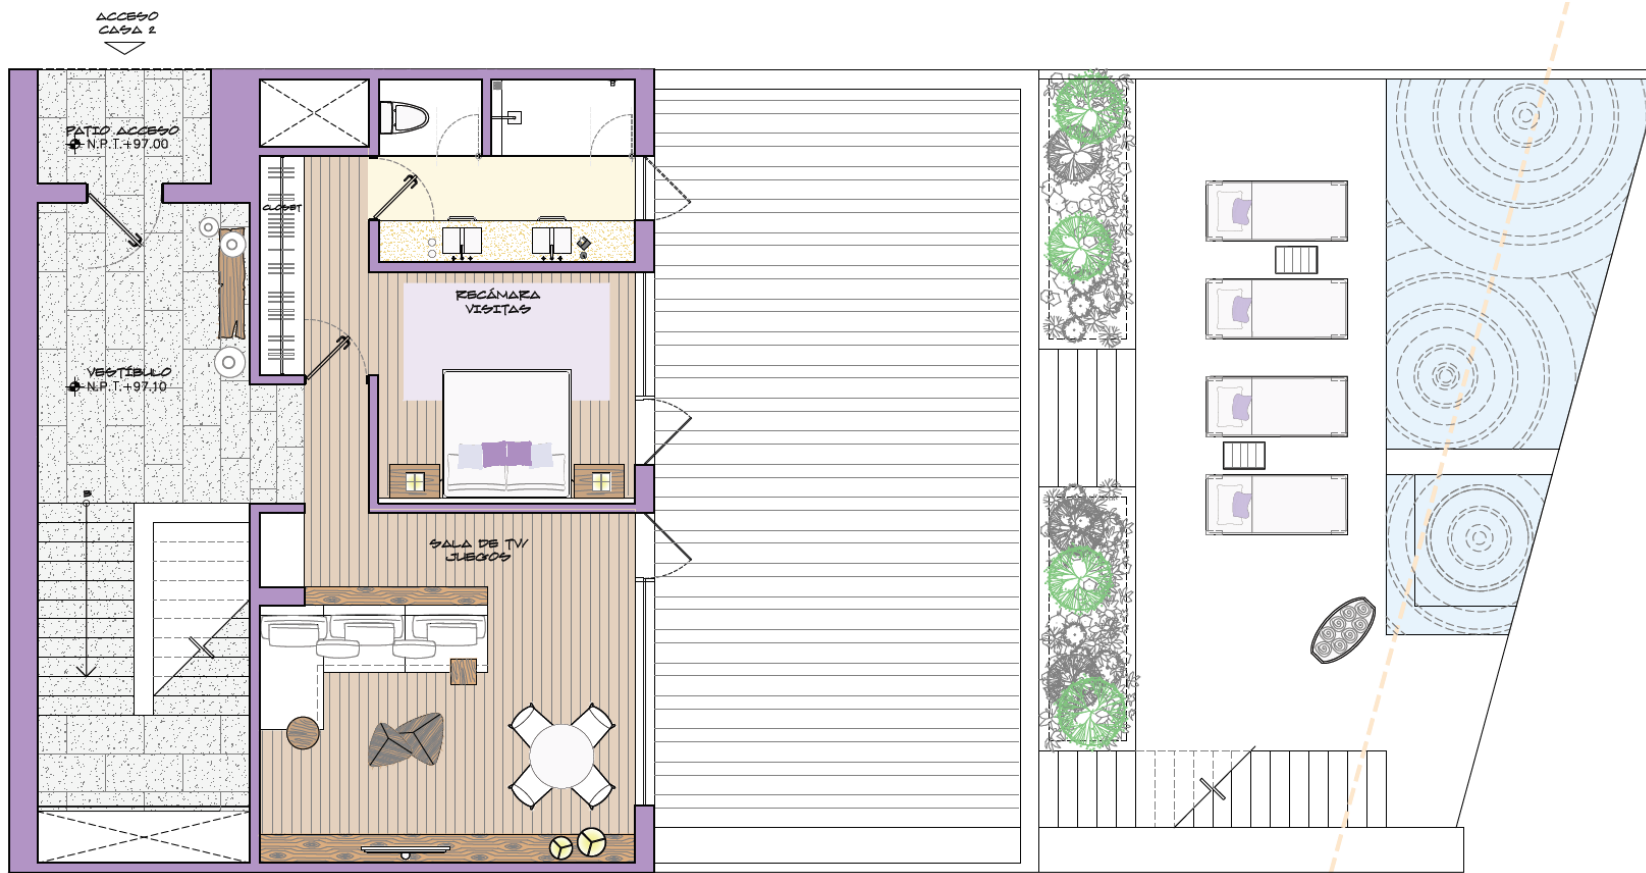 ACCESO
CASA 2
PATIO ACCESO
N.P.T.+97.00
CLOSET
RECÁMARA
VISITAS
VESTÍBULO
N.P.T.+97.10
B
SALA DE TV/
JUEGOS